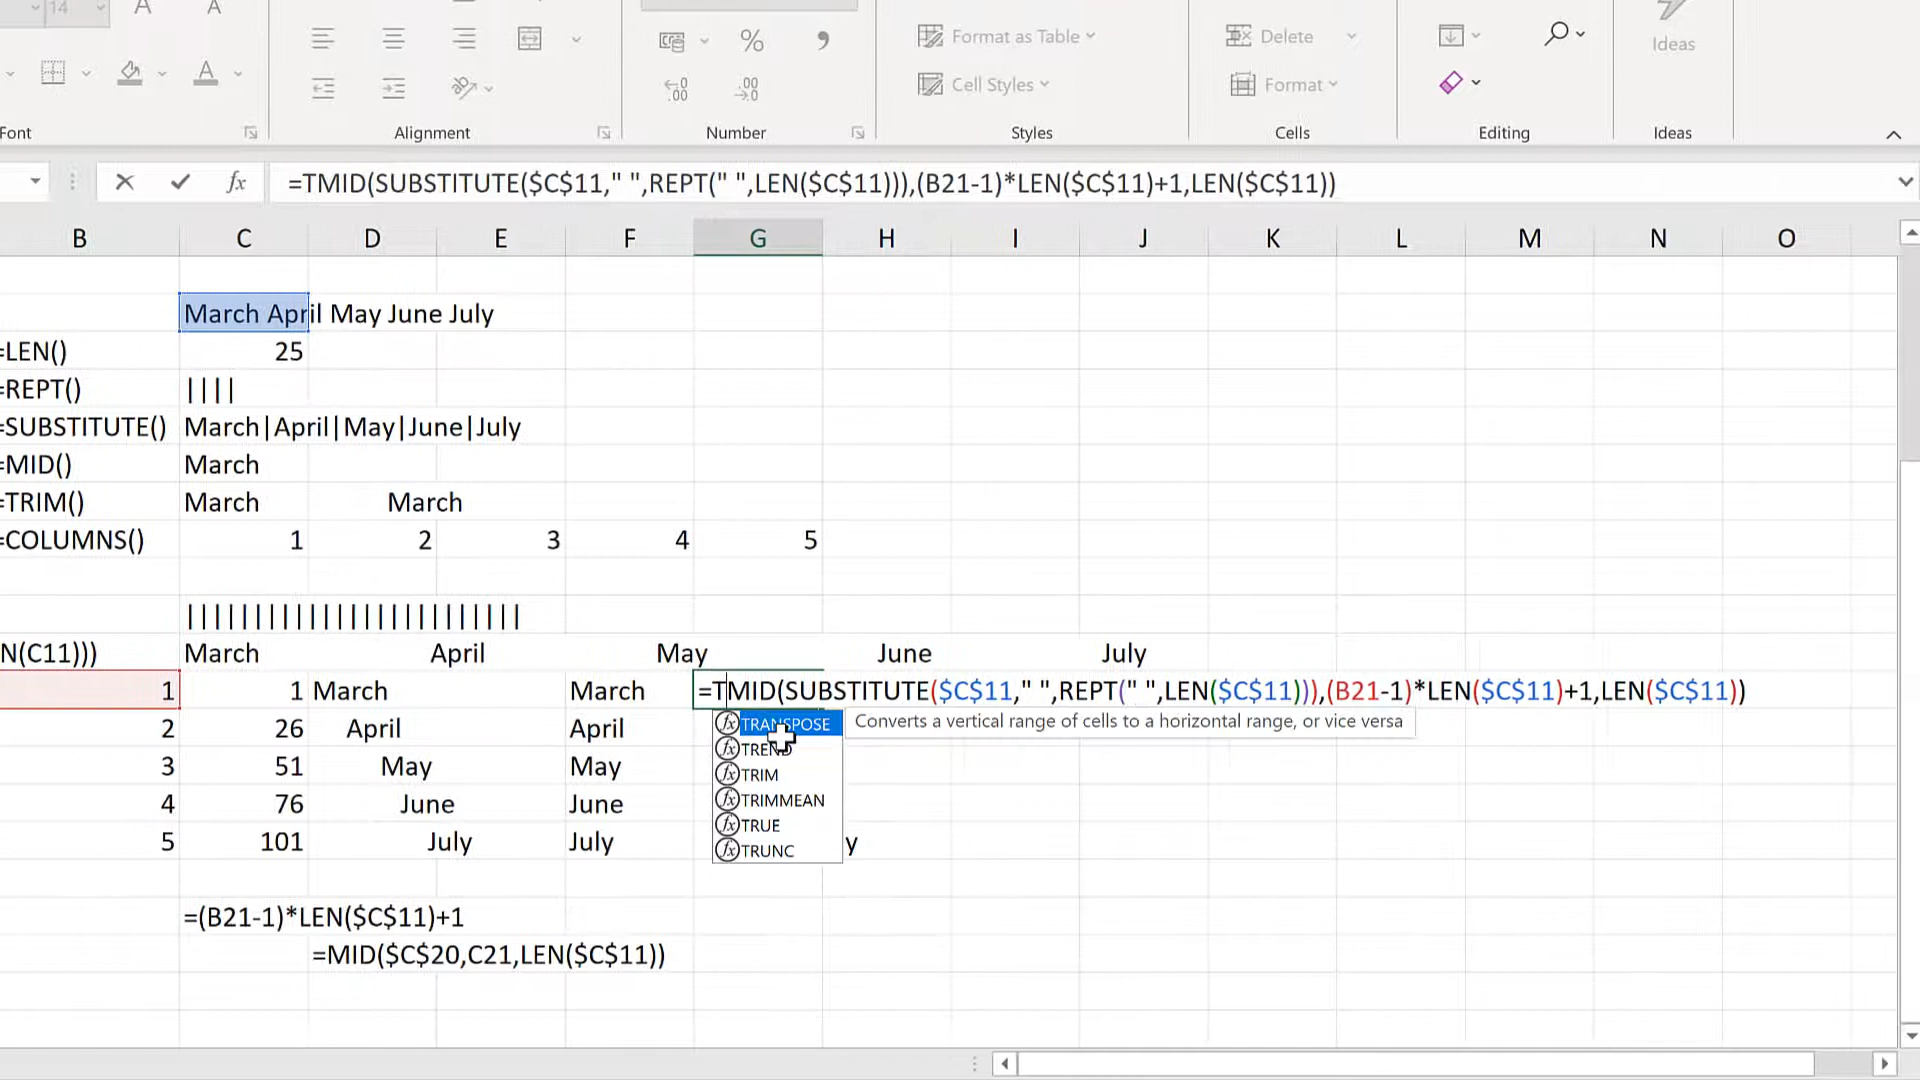 14 A A
Format as Table Delete
Cell Styles Format Ideas
Font Alignment Number Styles Cells Editing Ideas
=TMID(SUBSTITUTE($C$11," ",REPT(" ",LEN($C$11))),(B21-1)*LEN($C$11)+1,LEN($C$11))
B C D E F G H I J K L M N O
March April May June July
=LEN() 25
=REPT() ||||
=SUBSTITUTE() March|April|May|June|July
=MID() March
=TRIM() March March
=COLUMNS() 1 2 3 4 5
|||||||||||||||||||||||||
N(C11))) March April May June July
1 1 March March =TMID(SUBSTITUTE($C$11," ",REPT(" ",LEN($C$11))),(B21-1)*LEN($C$11)+1,LEN($C$11))
TRANSPOSE Converts a vertical range of cells to a horizontal range, or vice versa
2 26 April April
TREND
3 51 May May TRIM
4 76 June June TRIMMEAN
TRUE
5 101 July July TRUNC y
=(B21-1)*LEN($C$11)+1
=MID($C$20,C21,LEN($C$11))